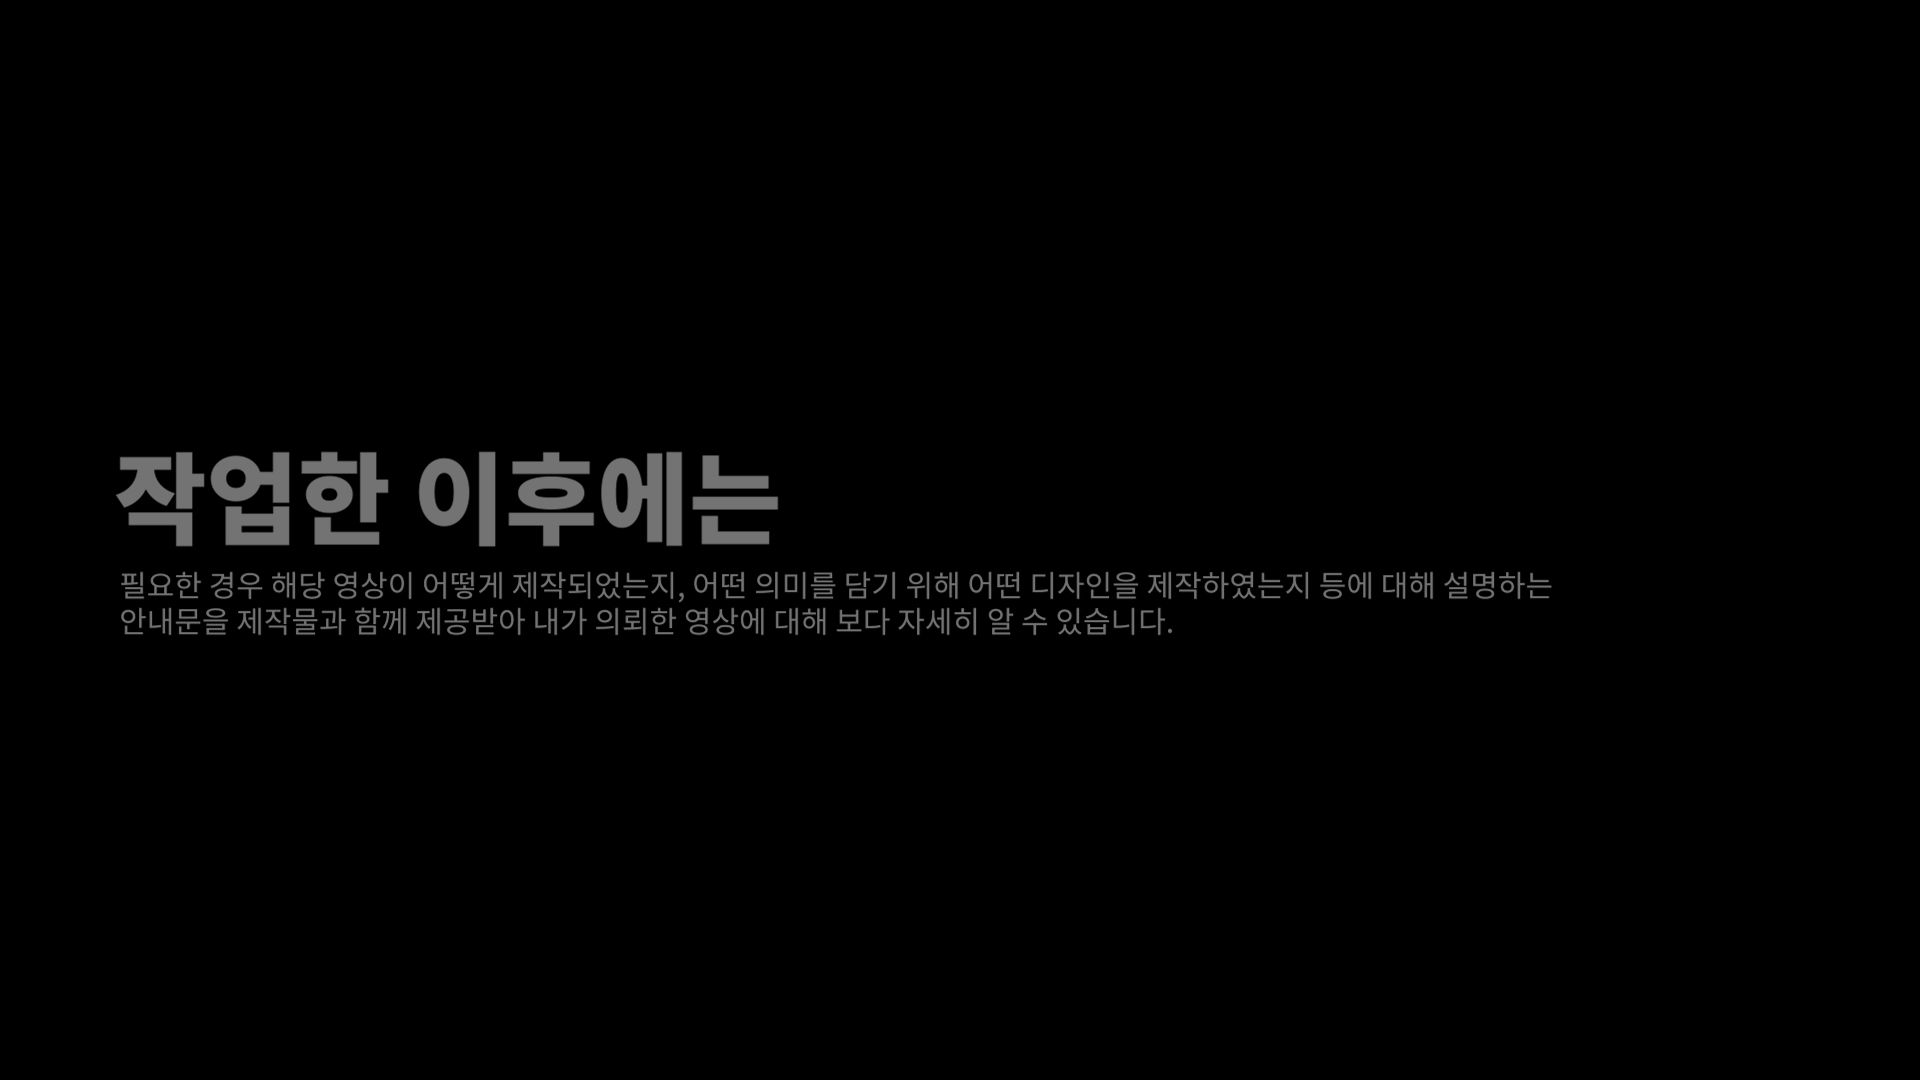 작업한 이후에는
필요한 경우 해당 영상이 어떻게 제작되었는지, 어떤 의미를 담기 위해 어떤 디자인을 제작하였는지 등에 대해 설명하는
안내문을 제작물과 함께 제공받아 내가 의뢰한 영상에 대해 보다 자세히 알 수 있습니다.